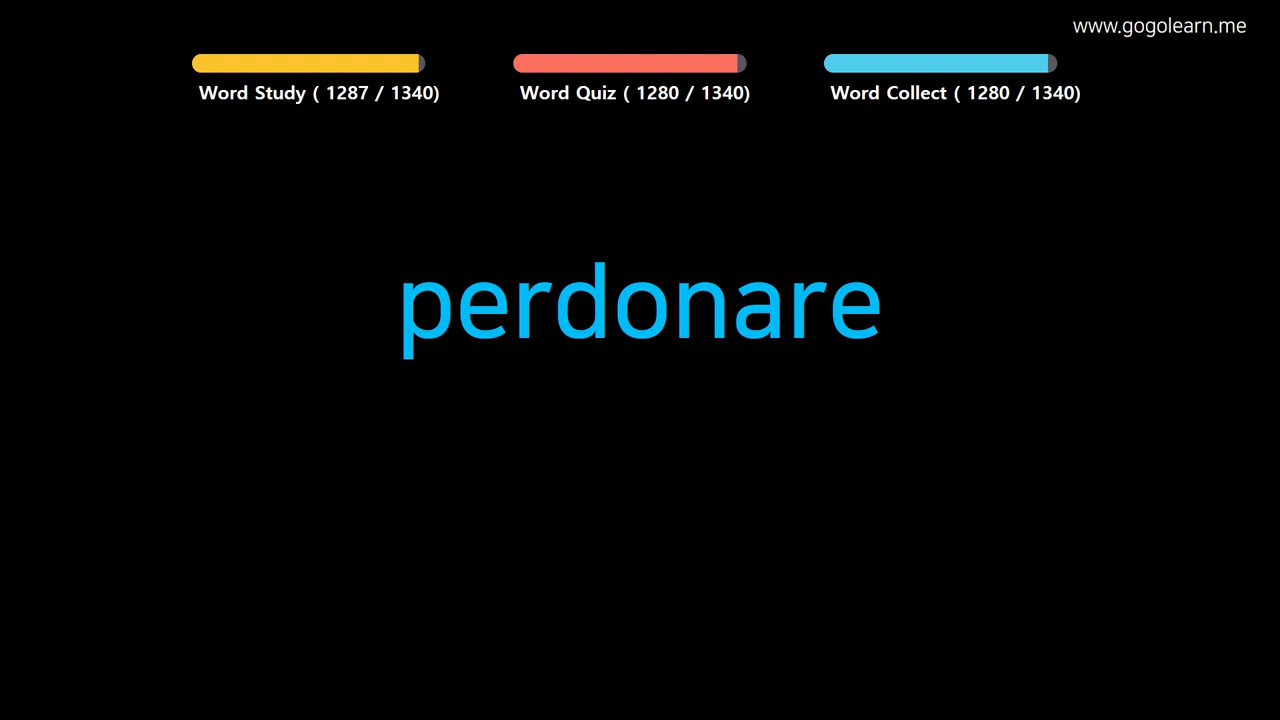 www.gogolearn.me
Word Study ( 1287 / 1340)
Word Quiz ( 1280 / 1340)
Word Collect ( 1280 / 1340)
perdonare